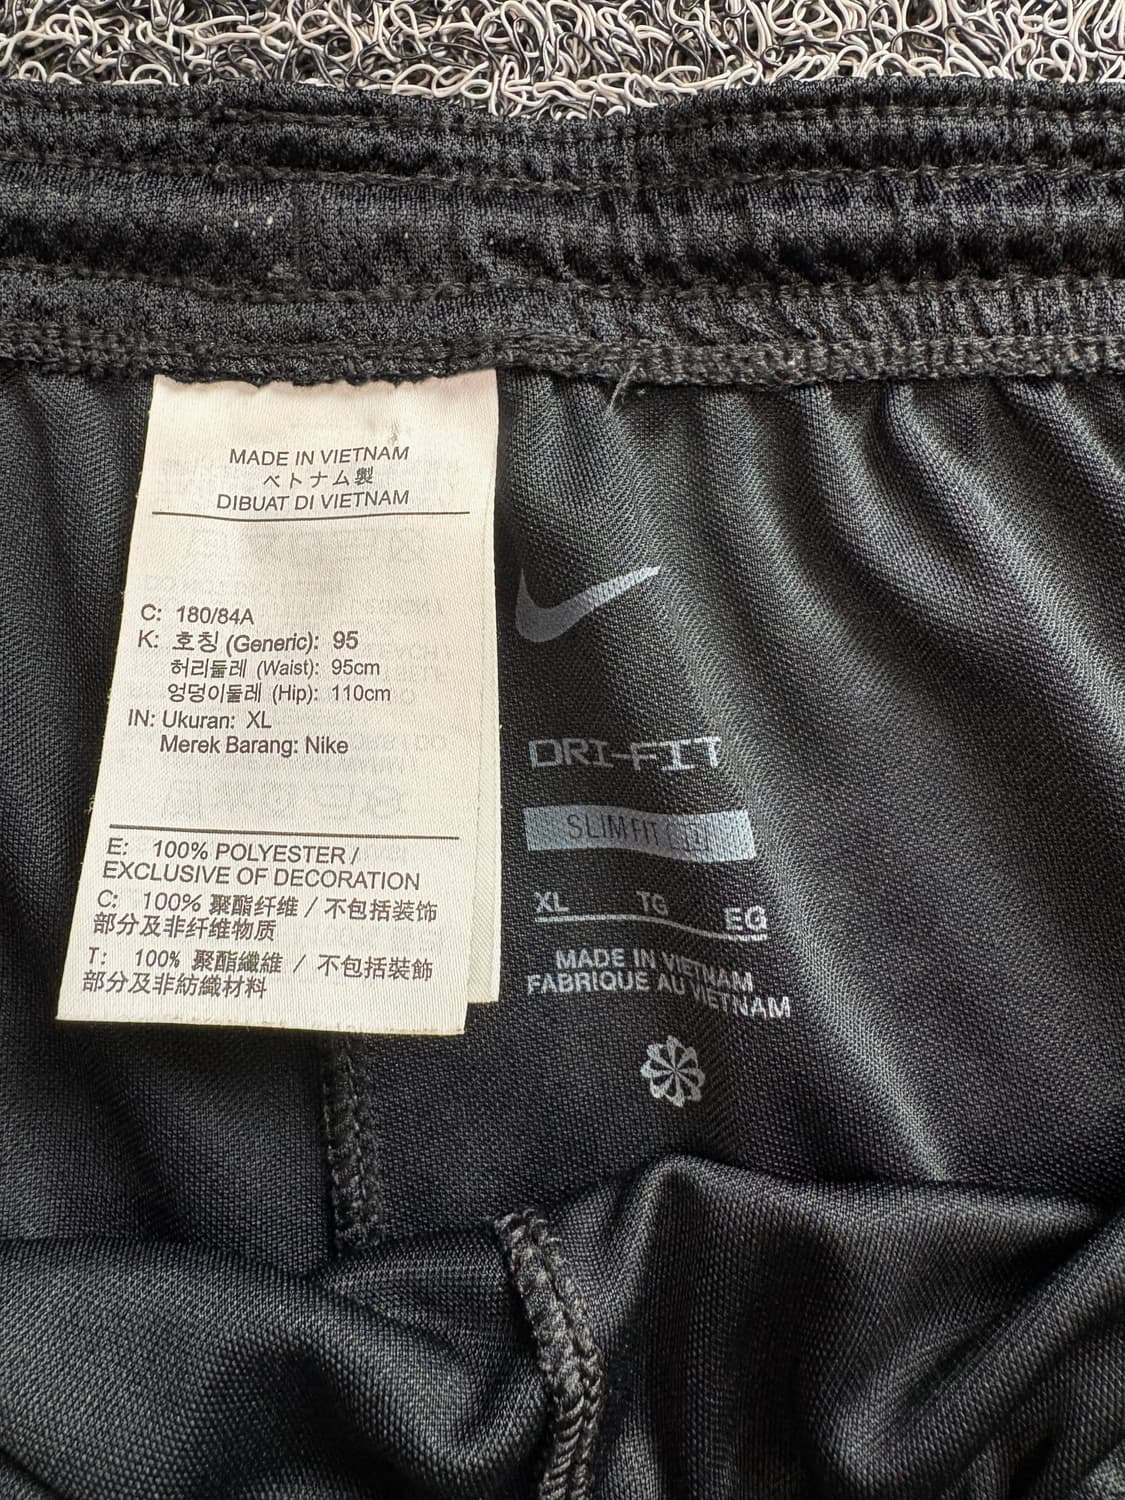 MADE IN VIETNAM
ベトナム製
DIBUAT DI VIETNAM
C: 180/84A
K: 호칭 (Generic): 95
허리둘레 (Waist): 95cm
엉덩이둘레 (Hip): 110cm
IN: Ukuran: XL
Merek Barang: Nike
E: 100% POLYESTER /
EXCLUSIVE OF DECORATION
C: 100% 聚酯纤维 / 不包括装饰
部分及非纤维物质
T: 100% 聚酯纖維 / 不包括裝飾
部分及非紡織材料
DRI-FIT
SLIM FIT
XL TG EG
MADE IN VIETNAM
FABRIQUE AU VIETNAM